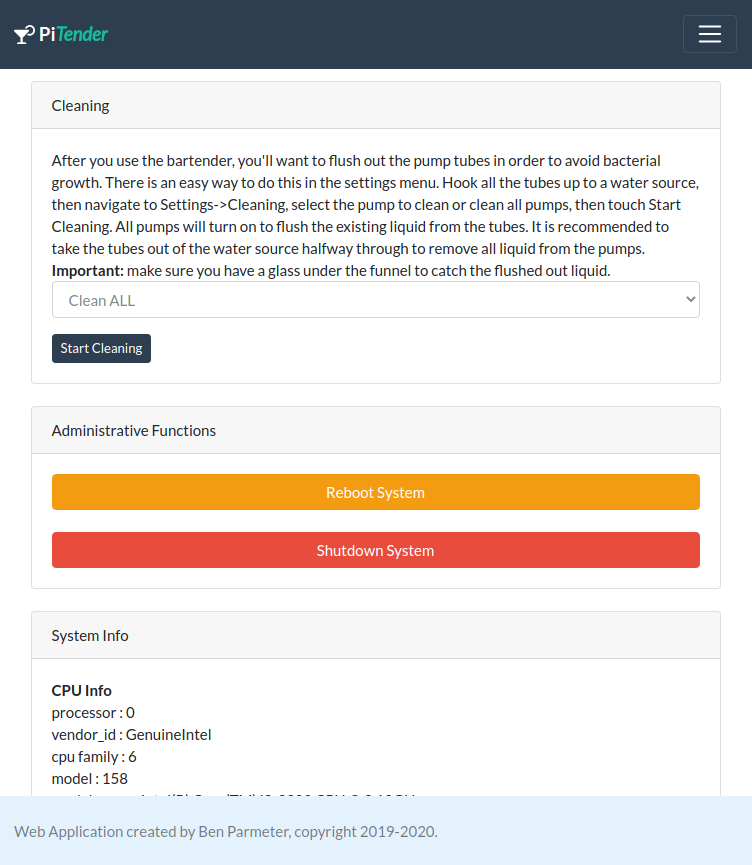 PiTender
Cleaning
After you use the bartender, you'll want to flush out the pump tubes in order to avoid bacterial
growth. There is an easy way to do this in the settings menu. Hook all the tubes up to a water source,
then navigate to Settings->Cleaning, select the pump to clean or clean all pumps, then touch Start
Cleaning. All pumps will turn on to flush the existing liquid from the tubes. It is recommended to
take the tubes out of the water source halfway through to remove all liquid from the pumps.
Important: make sure you have a glass under the funnel to catch the flushed out liquid.
Clean ALL
Start Cleaning
Administrative Functions
Reboot System
Shutdown System
System Info
CPU Info
processor : 0
vendor_id : GenuineIntel
cpu family : 6
model : 158
Web Application created by Ben Parmeter, copyright 2019-2020.